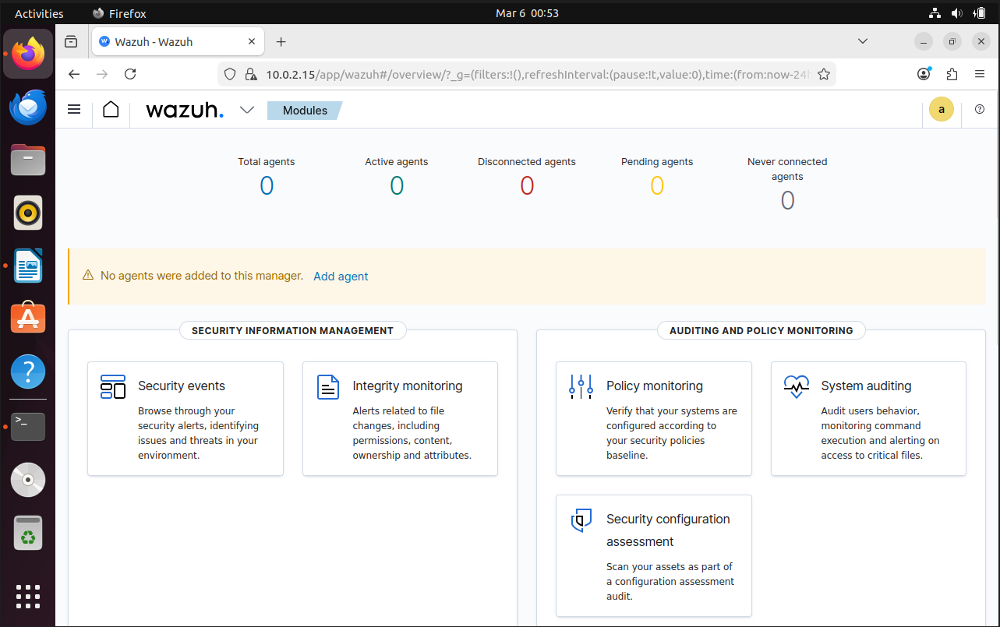 Activities
Firefox
Mar 6 00:53
Wazuh - Wazuh
10.0.2.15/app/wazuh#/overview/?_g=(filters:!(),refreshInterval:(pause:!t,value:0),time:(from:now-24h
wazuh.
Modules
a
Total agents
0
Active agents
0
Disconnected agents
0
Pending agents
0
Never connected
agents
0
No agents were added to this manager. Add agent
SECURITY INFORMATION MANAGEMENT
Security events
Browse through your
security alerts, identifying
issues and threats in your
environment.
Integrity monitoring
Alerts related to file
changes, including
permissions, content,
ownership and attributes.
AUDITING AND POLICY MONITORING
Policy monitoring
Verify that your systems are
configured according to
your security policies
baseline.
System auditing
Audit users behavior,
monitoring command
execution and alerting on
access to critical files.
Security configuration
assessment
Scan your assets as part of
a configuration assessment
audit.